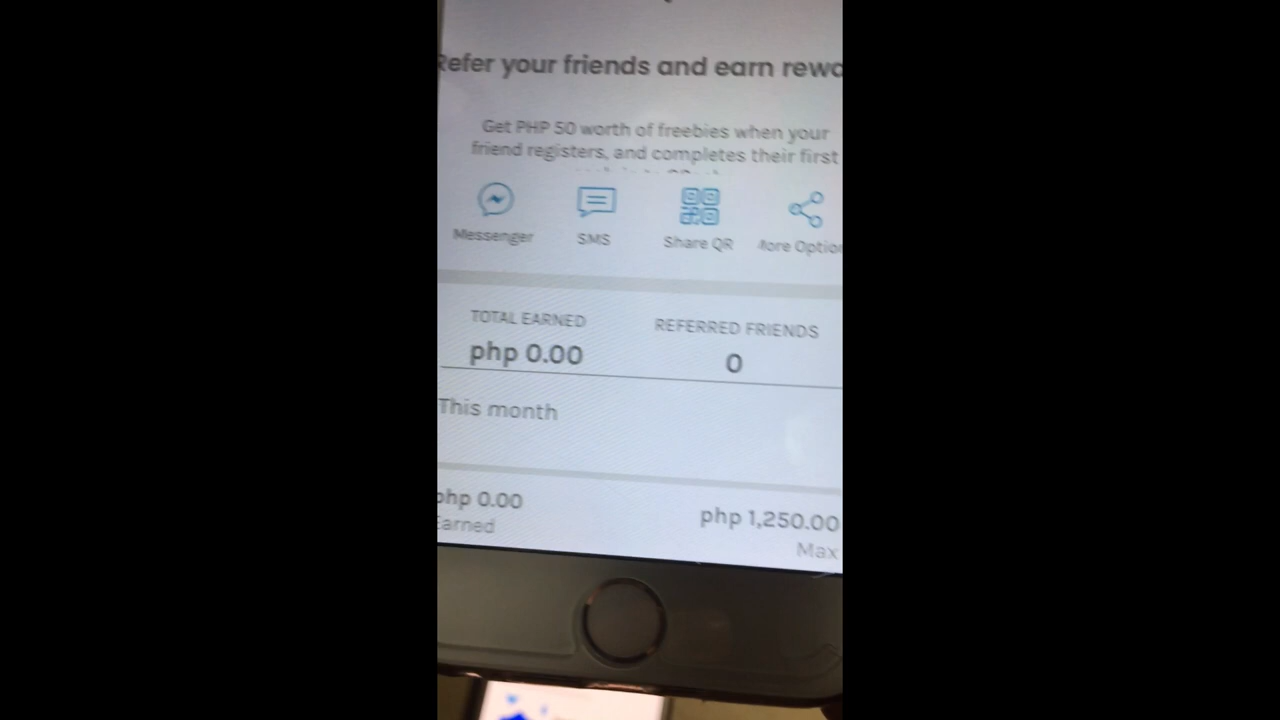 Refer your friends and earn rewa
Get PHP 50 worth of freebies when your
friend registers, and completes their first
Messenger
SMS
Share QR
More Option
TOTAL EARNED
REFERRED FRIENDS
php 0.00
0
This month
php 0.00
php 1,250.00
Earned
Max